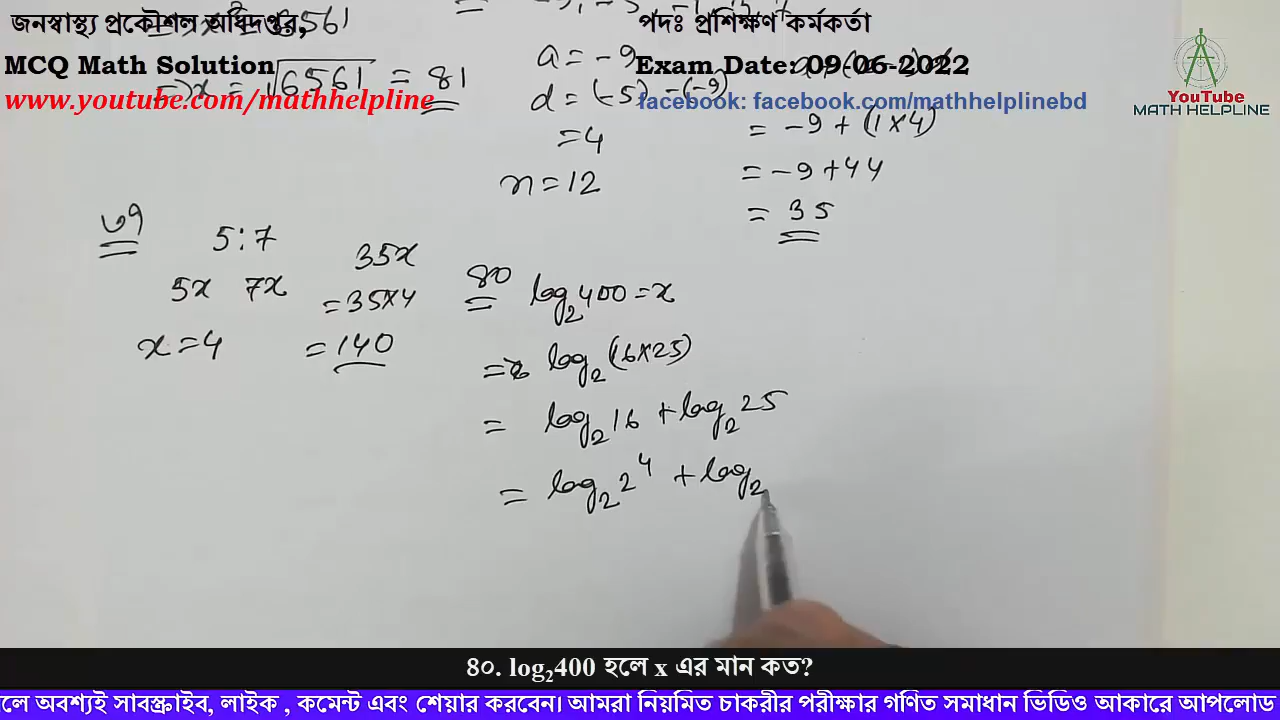 জনস্বাস্থ্য প্রকৌশল অধিদপ্তর,
পদঃ প্রশিক্ষণ কর্মকর্তা
MCQ Math Solution
Exam Date: 09-06-2022
www.youtube.com/mathhelpline
facebook: facebook.com/mathhelplinebd
YouTube
MATH HELPLINE
=> x = √6561 = 81
a = -9
d = (-5) - (-9)
= 4
n = 12
= -9 + (1×4)
= -9 + 44
= 35
৩৭
5:7
5x 7x
x = 4
35x
= 35×4
= 140
80
log₂400 = x
= log₂(16×25)
= log₂16 + log₂25
= log₂2⁴ + log₂
৪০. log₂400 হলে x এর মান কত?
লে অবশ্যই সাবস্ক্রাইব, লাইক , কমেন্ট এবং শেয়ার করবেন। আমরা নিয়মিত চাকরীর পরীক্ষার গণিত সমাধান ভিডিও আকারে আপলোড